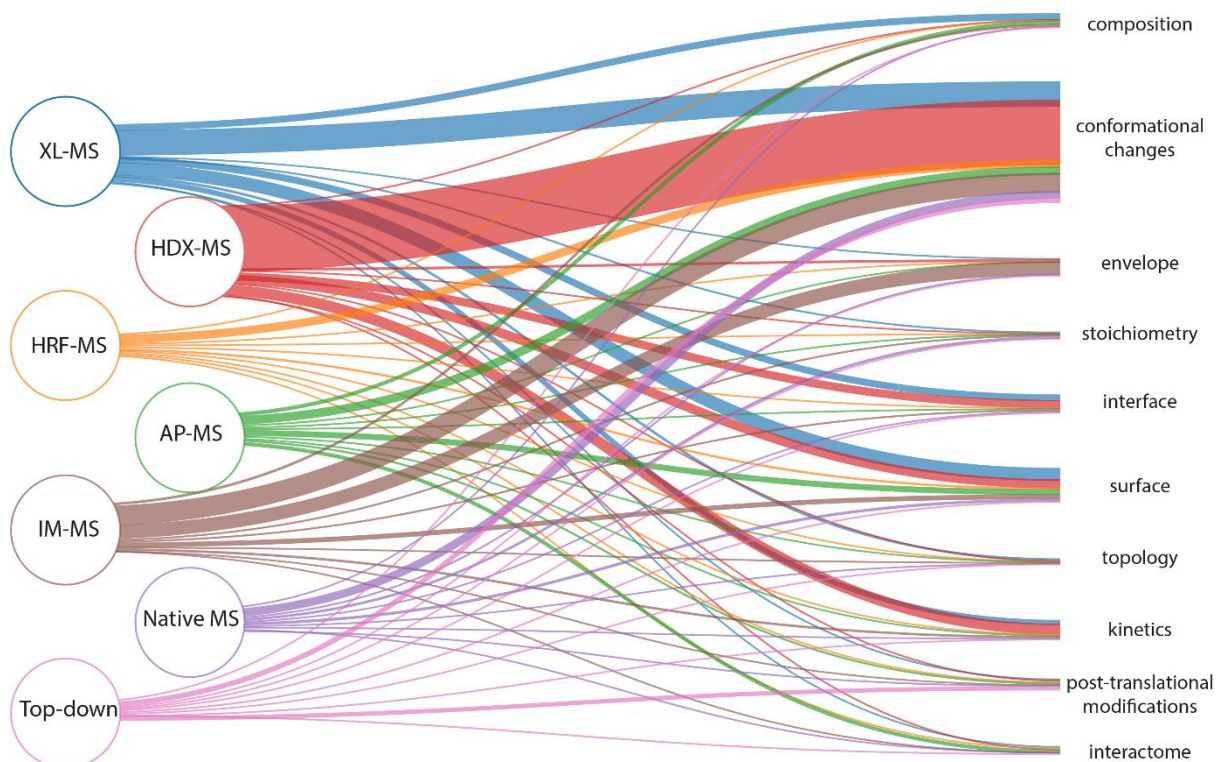 XL-MS
HDX-MS
HRF-MS
AP-MS
IM-MS
Native MS
Top-down
composition
conformational
changes
envelope
stoichiometry
interface
surface
topology
kinetics
post-translational
modifications
interactome